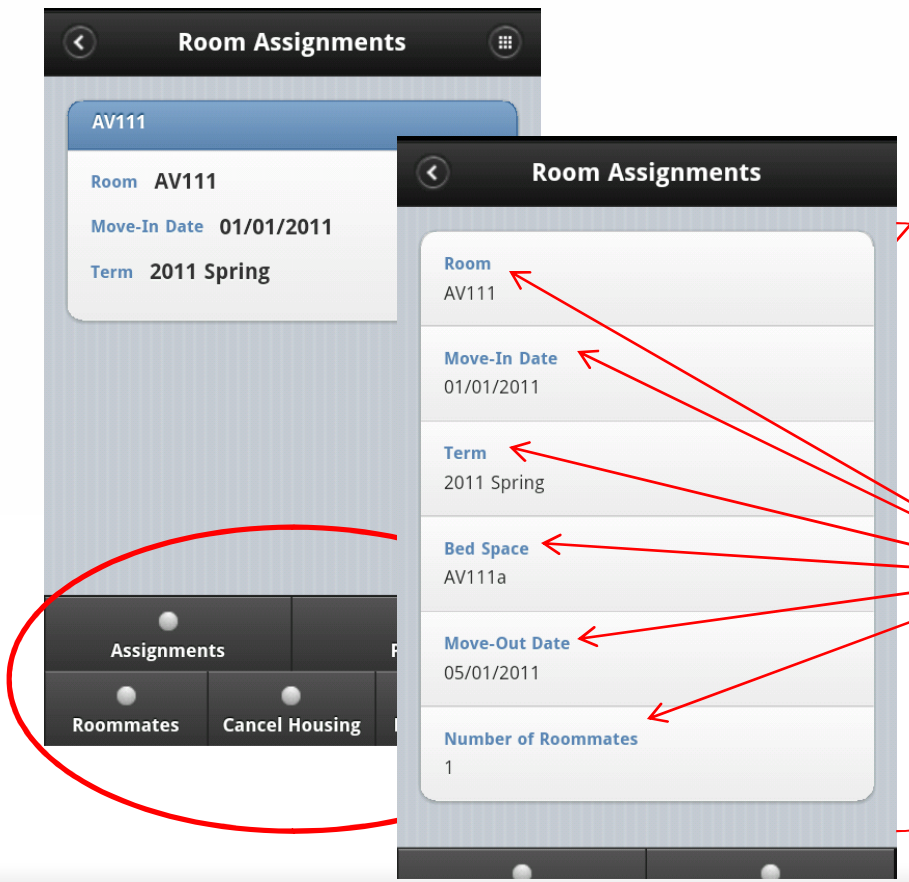 Room Assignments
AV111
Room AV111
Move-In Date 01/01/2011
Term 2011 Spring
Assignments
Roommates
Cancel Housing
Room Assignments
Room
AV111
Move-In Date
01/01/2011
Term
2011 Spring
Bed Space
AV111a
Move-Out Date
05/01/2011
Number of Roommates
1